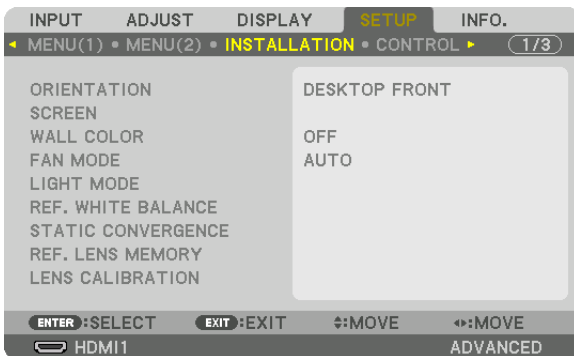 INPUT ADJUST DISPLAY SETUP INFO.
MENU(1) • MENU(2) • INSTALLATION • CONTROL 1/3
ORIENTATION DESKTOP FRONT
SCREEN
WALL COLOR OFF
FAN MODE AUTO
LIGHT MODE
REF. WHITE BALANCE
STATIC CONVERGENCE
REF. LENS MEMORY
LENS CALIBRATION
ENTER :SELECT EXIT :EXIT :MOVE :MOVE
HDMI1 ADVANCED